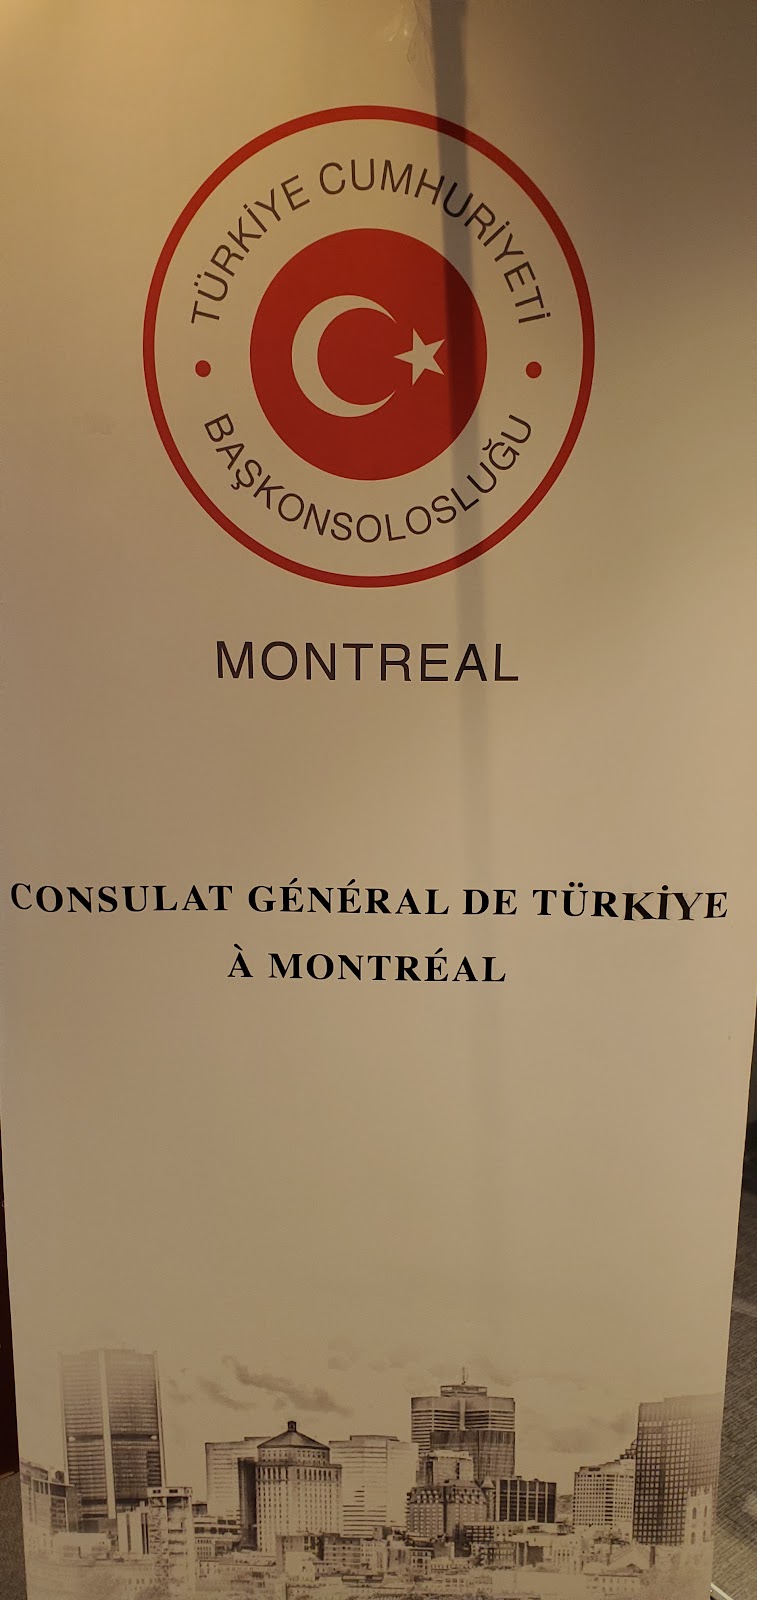 TÜRKİYE CUMHURİYETİ
BAŞKONSOLOSLUĞU
MONTREAL
CONSULAT GÉNÉRAL DE TÜRKİYE
À MONTRÉAL